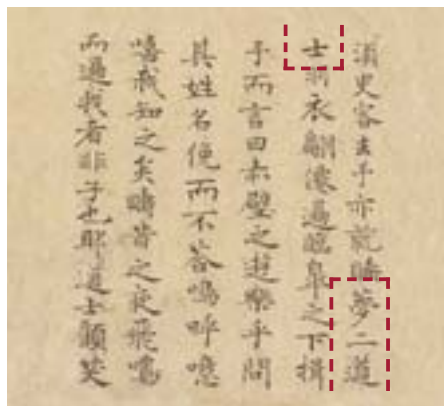 須臾客去予亦就睡夢二道
士羽衣翩僊過臨皐之下揖
予而言曰赤壁之遊樂乎問
其姓名俛而不荅嗚呼噫
嘻我知之矣疇昔之夜飛鳴
而過我者非子也耶道士顧笑